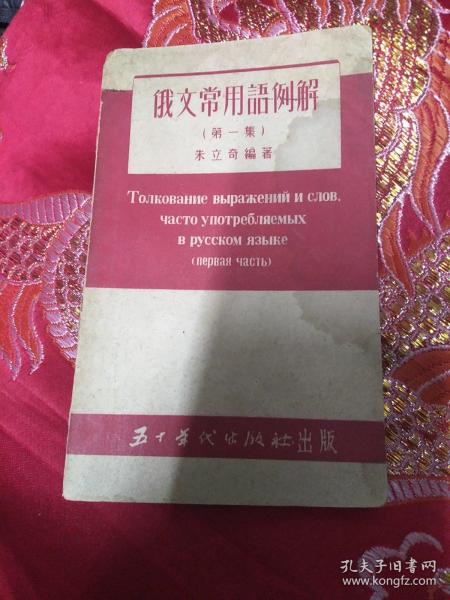 俄文常用語例解
(第一集)
朱立奇編著
Толкование выражений и слов,
часто употребляемых
в русском языке
(первая часть)
五十年代出版社出版
孔夫子旧书网
www.kongfz.com